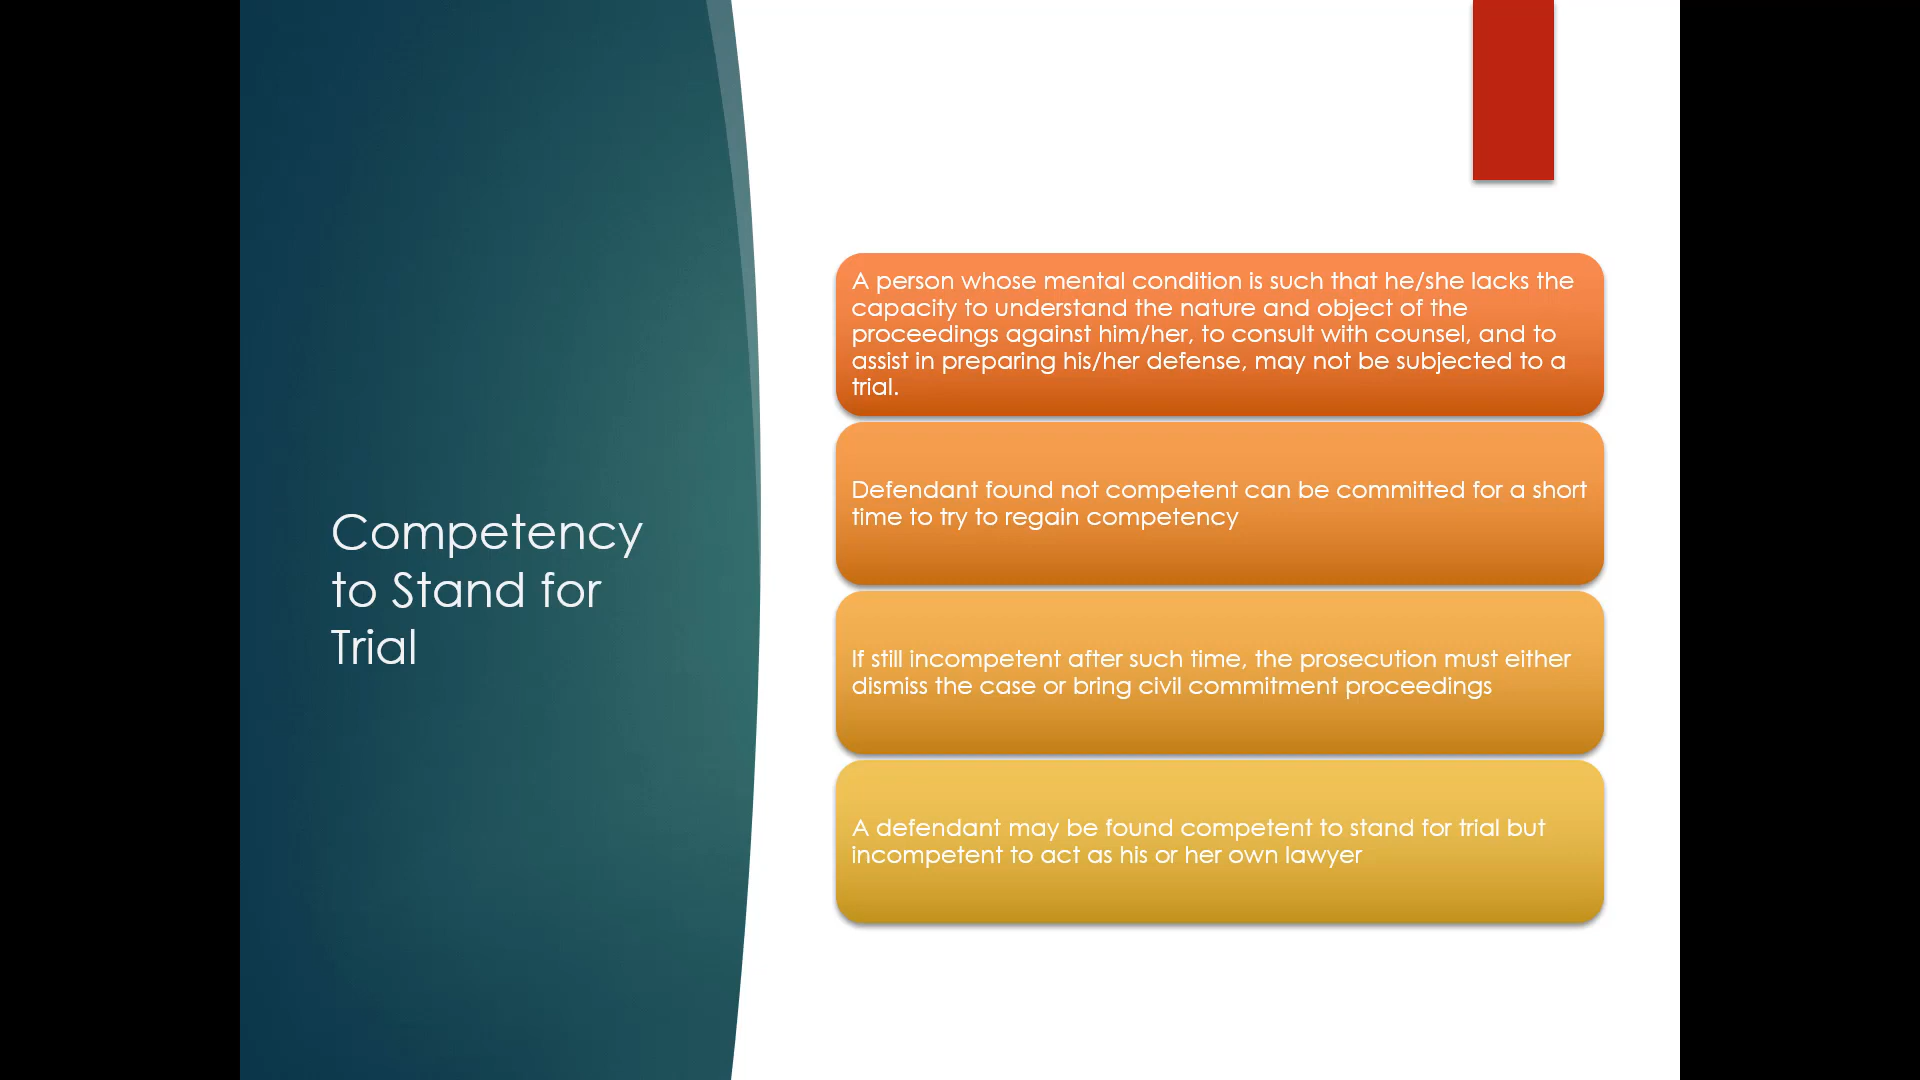 Competency
to Stand for
Trial
A person whose mental condition is such that he/she lacks the
capacity to understand the nature and object of the
proceedings against him/her, to consult with counsel, and to
assist in preparing his/her defense, may not be subjected to a
trial.
Defendant found not competent can be committed for a short
time to try to regain competency
If still incompetent after such time, the prosecution must either
dismiss the case or bring civil commitment proceedings
A defendant may be found competent to stand for trial but
incompetent to act as his or her own lawyer